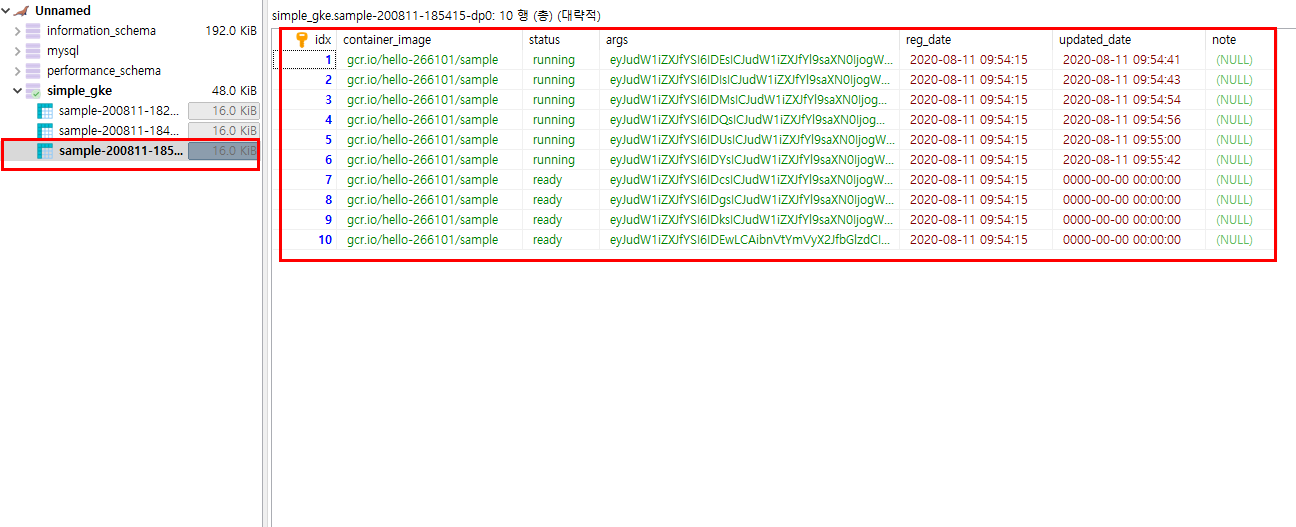 Unnamed
information_schema 192.0 KiB
mysql
performance_schema
simple_gke 48.0 KiB
sample-200811-182... 16.0 KiB
sample-200811-184... 16.0 KiB
sample-200811-185... 16.0 KiB
simple_gke.sample-200811-185415-dp0: 10 행 (총) (대략적)
idx container_image status args reg_date updated_date note
1 gcr.io/hello-266101/sample running eyJudW1iZXJfYSI6IDEsICJudW1iZXJfYl9saXN0IjogW... 2020-08-11 09:54:15 2020-08-11 09:54:41 (NULL)
2 gcr.io/hello-266101/sample running eyJudW1iZXJfYSI6IDIsICJudW1iZXJfYl9saXN0IjogW... 2020-08-11 09:54:15 2020-08-11 09:54:43 (NULL)
3 gcr.io/hello-266101/sample running eyJudW1iZXJfYSI6IDMsICJudW1iZXJfYl9saXN0Ijog... 2020-08-11 09:54:15 2020-08-11 09:54:54 (NULL)
4 gcr.io/hello-266101/sample running eyJudW1iZXJfYSI6IDQsICJudW1iZXJfYl9saXN0Ijog... 2020-08-11 09:54:15 2020-08-11 09:54:56 (NULL)
5 gcr.io/hello-266101/sample running eyJudW1iZXJfYSI6IDUsICJudW1iZXJfYl9saXN0IjogW... 2020-08-11 09:54:15 2020-08-11 09:55:00 (NULL)
6 gcr.io/hello-266101/sample running eyJudW1iZXJfYSI6IDYsICJudW1iZXJfYl9saXN0IjogW... 2020-08-11 09:54:15 2020-08-11 09:55:42 (NULL)
7 gcr.io/hello-266101/sample ready eyJudW1iZXJfYSI6IDcsICJudW1iZXJfYl9saXN0IjogW... 2020-08-11 09:54:15 0000-00-00 00:00:00 (NULL)
8 gcr.io/hello-266101/sample ready eyJudW1iZXJfYSI6IDgsICJudW1iZXJfYl9saXN0IjogW... 2020-08-11 09:54:15 0000-00-00 00:00:00 (NULL)
9 gcr.io/hello-266101/sample ready eyJudW1iZXJfYSI6IDksICJudW1iZXJfYl9saXN0IjogW... 2020-08-11 09:54:15 0000-00-00 00:00:00 (NULL)
10 gcr.io/hello-266101/sample ready eyJudW1iZXJfYSI6IDEwLCAibnVtYmVyX2JfbGlzdCI... 2020-08-11 09:54:15 0000-00-00 00:00:00 (NULL)